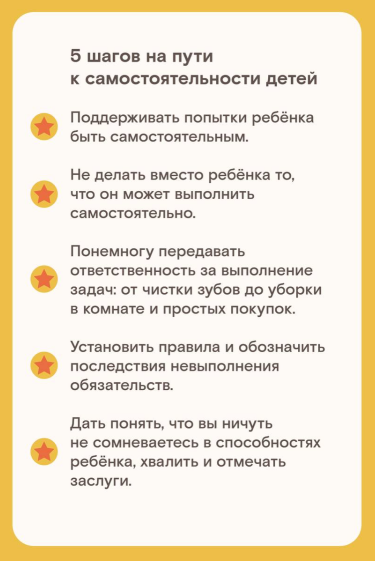 5 шагов на пути
к самостоятельности детей
Поддерживать попытки ребёнка
быть самостоятельным.
Не делать вместо ребёнка то,
что он может выполнить
самостоятельно.
Понемногу передавать
ответственность за выполнение
задач: от чистки зубов до уборки
в комнате и простых покупок.
Установить правила и обозначить
последствия невыполнения
обязательств.
Дать понять, что вы ничуть
не сомневаетесь в способностях
ребёнка, хвалить и отмечать
заслуги.